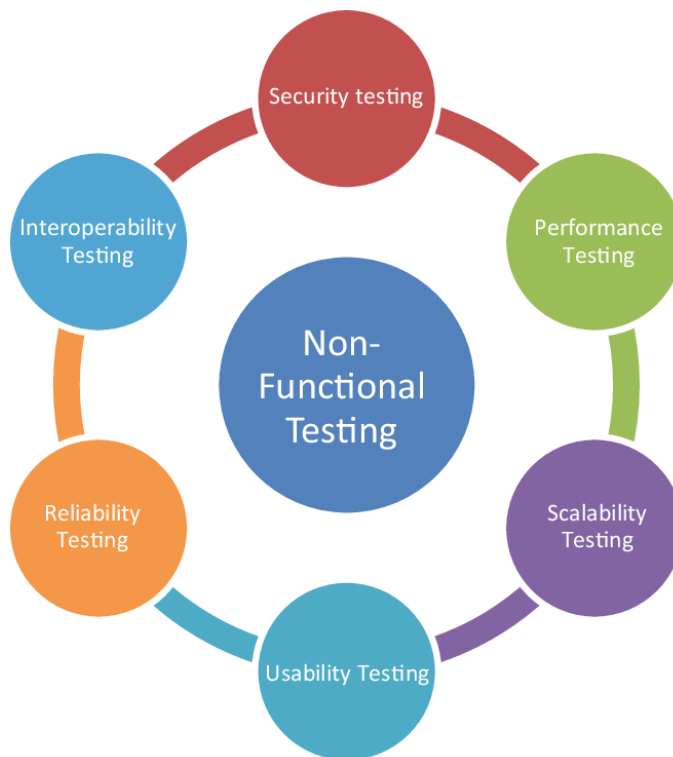 Security testing
Interoperability
Testing
Performance
Testing
Non-
Functional
Testing
Reliability
Testing
Scalability
Testing
Usability Testing